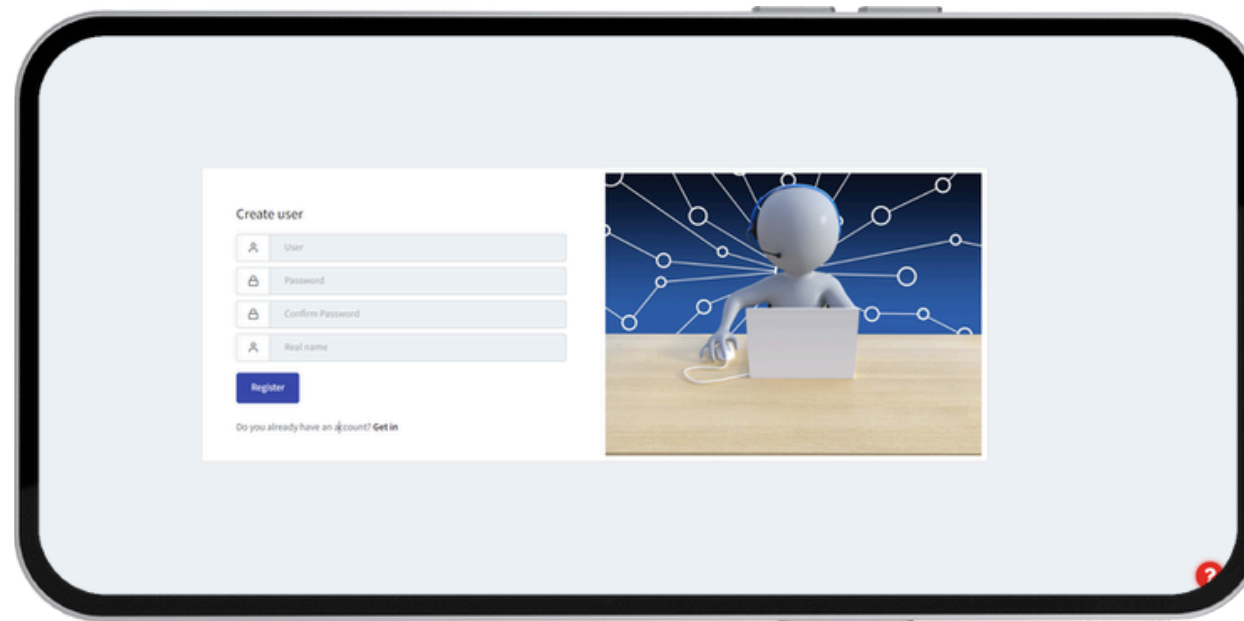 Create user
User
Password
Confirm Password
Real name
Register
Do you already have an account? Get in
?